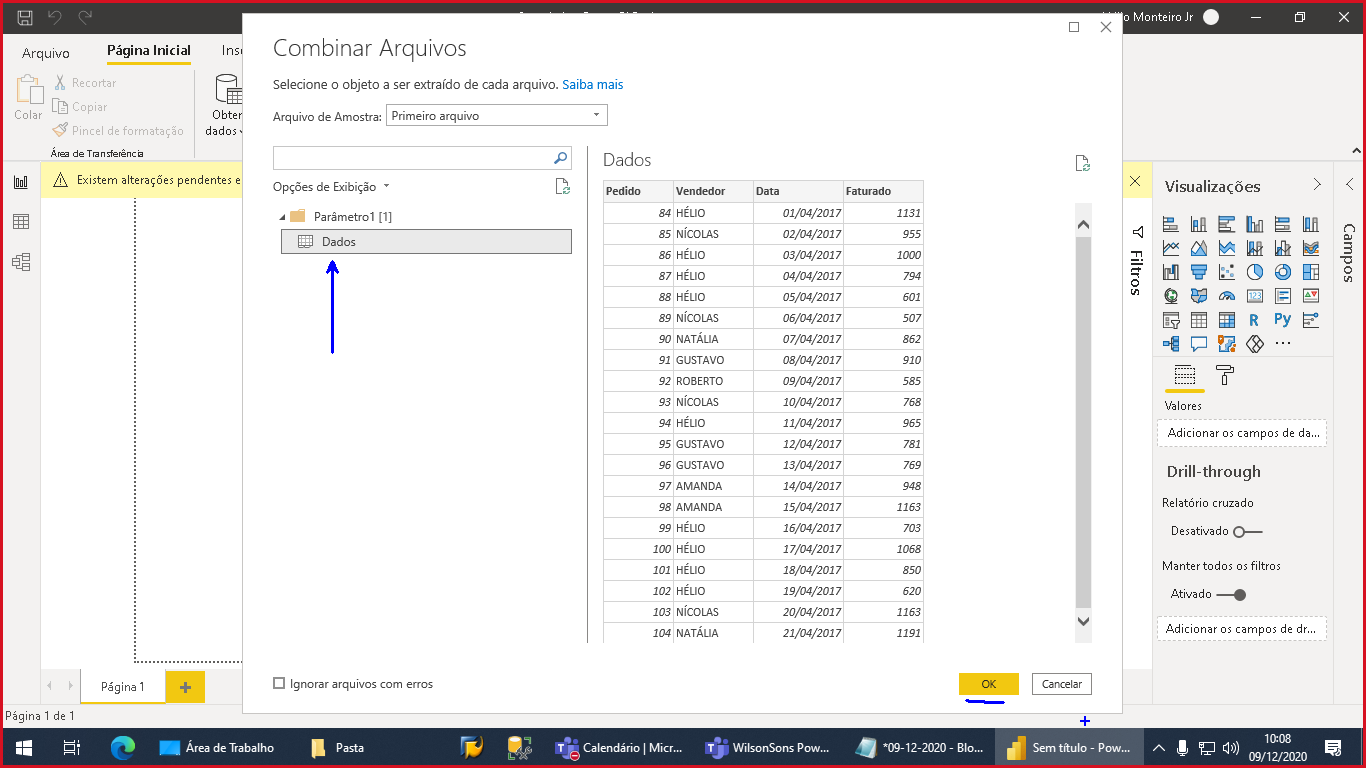 Monteiro Jr
Arquivo
Página Inicial
Ins
Colar
Recortar
Copiar
Pincel de formatação
Área de Transferência
Obter
dados
Existem alterações pendentes e
Combinar Arquivos
Selecione o objeto a ser extraído de cada arquivo. Saiba mais
Arquivo de Amostra: Primeiro arquivo
Opções de Exibição
Parâmetro1 [1]
Dados
Dados
Pedido Vendedor Data Faturado
84 HÉLIO 01/04/2017 1131
85 NÍCOLAS 02/04/2017 955
86 HÉLIO 03/04/2017 1000
87 HÉLIO 04/04/2017 794
88 HÉLIO 05/04/2017 601
89 NÍCOLAS 06/04/2017 507
90 NATÁLIA 07/04/2017 862
91 GUSTAVO 08/04/2017 910
92 ROBERTO 09/04/2017 585
93 NÍCOLAS 10/04/2017 768
94 HÉLIO 11/04/2017 965
95 GUSTAVO 12/04/2017 781
96 GUSTAVO 13/04/2017 769
97 AMANDA 14/04/2017 948
98 AMANDA 15/04/2017 1163
99 HÉLIO 16/04/2017 703
100 HÉLIO 17/04/2017 1068
101 HÉLIO 18/04/2017 850
102 HÉLIO 19/04/2017 620
103 NÍCOLAS 20/04/2017 1163
104 NATÁLIA 21/04/2017 1191
Ignorar arquivos com erros
OK
Cancelar
Filtros
Visualizações
Campos
123
R Py
Valores
Adicionar os campos de da...
Drill-through
Relatório cruzado
Desativado
Manter todos os filtros
Ativado
Adicionar os campos de dr...
Página 1
Página 1 de 1
Área de Trabalho
Pasta
Calendário | Micr...
WilsonSons Pow...
*09-12-2020 - Blo...
Sem título - Pow...
10:08
09/12/2020